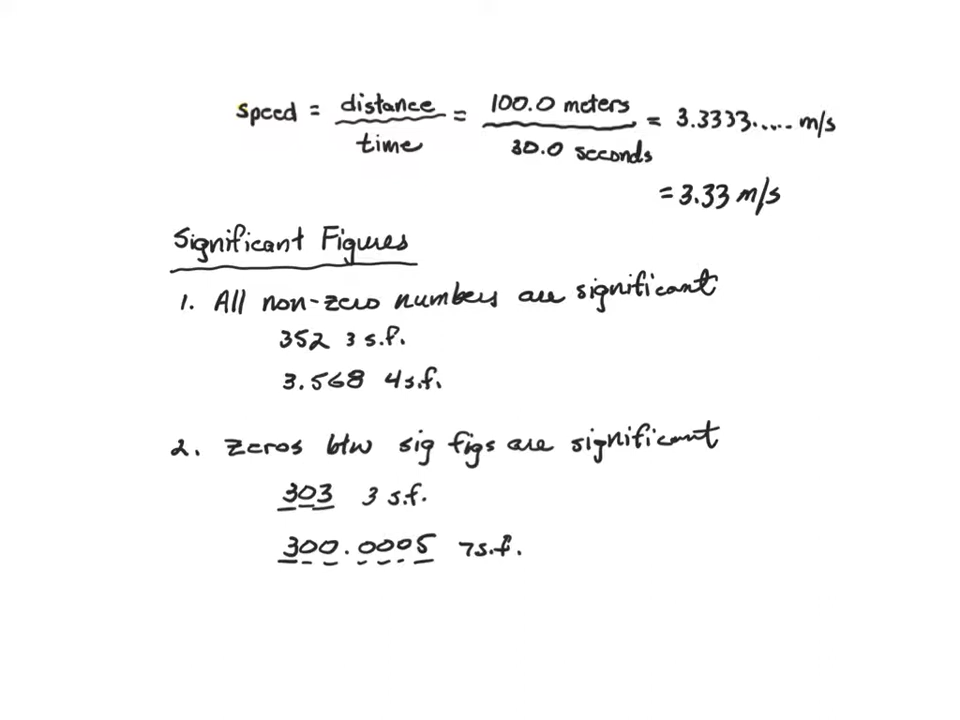 speed = distance/time = 100.0 meters/30.0 seconds = 3.3333..... m/s
= 3.33 m/s
Significant Figures
1. All non-zero numbers are significant
352 3 s.f.
3.568 4 s.f.
2. Zeros btw sig figs are significant
303 3 s.f.
300.0005 7 s.f.